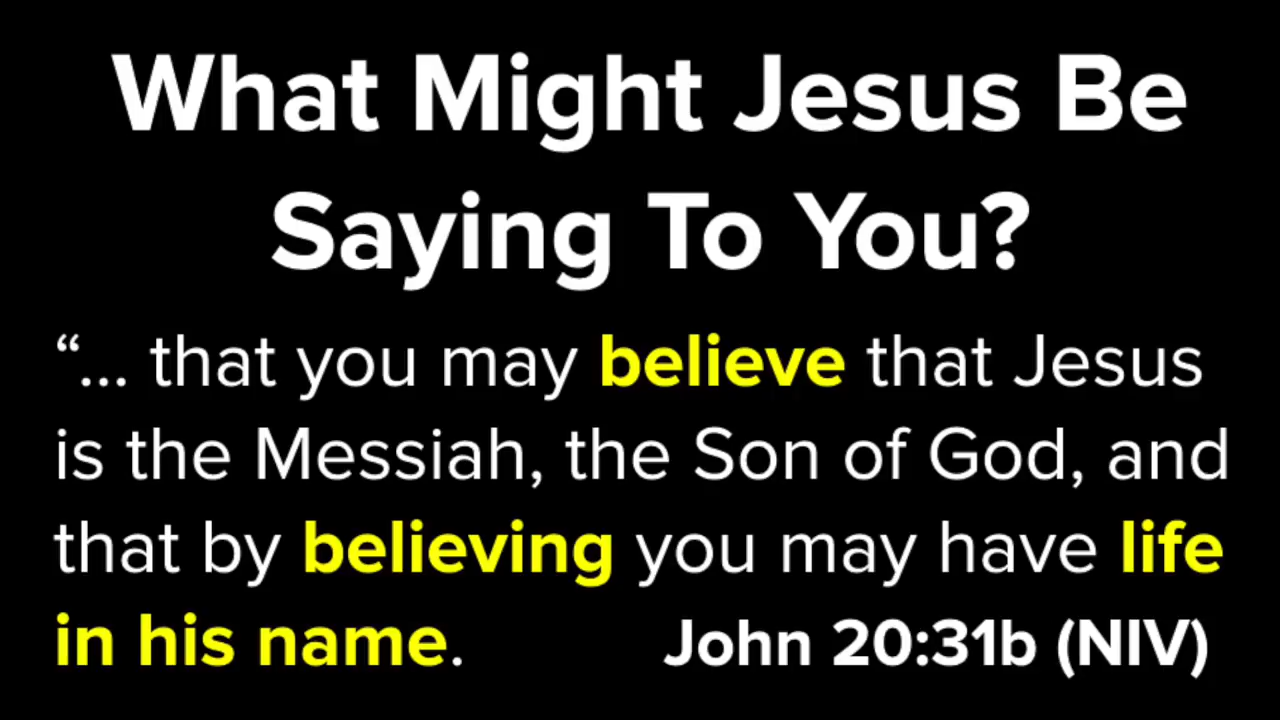 What Might Jesus Be
Saying To You?
“... that you may believe that Jesus
is the Messiah, the Son of God, and
that by believing you may have life
in his name. John 20:31b (NIV)